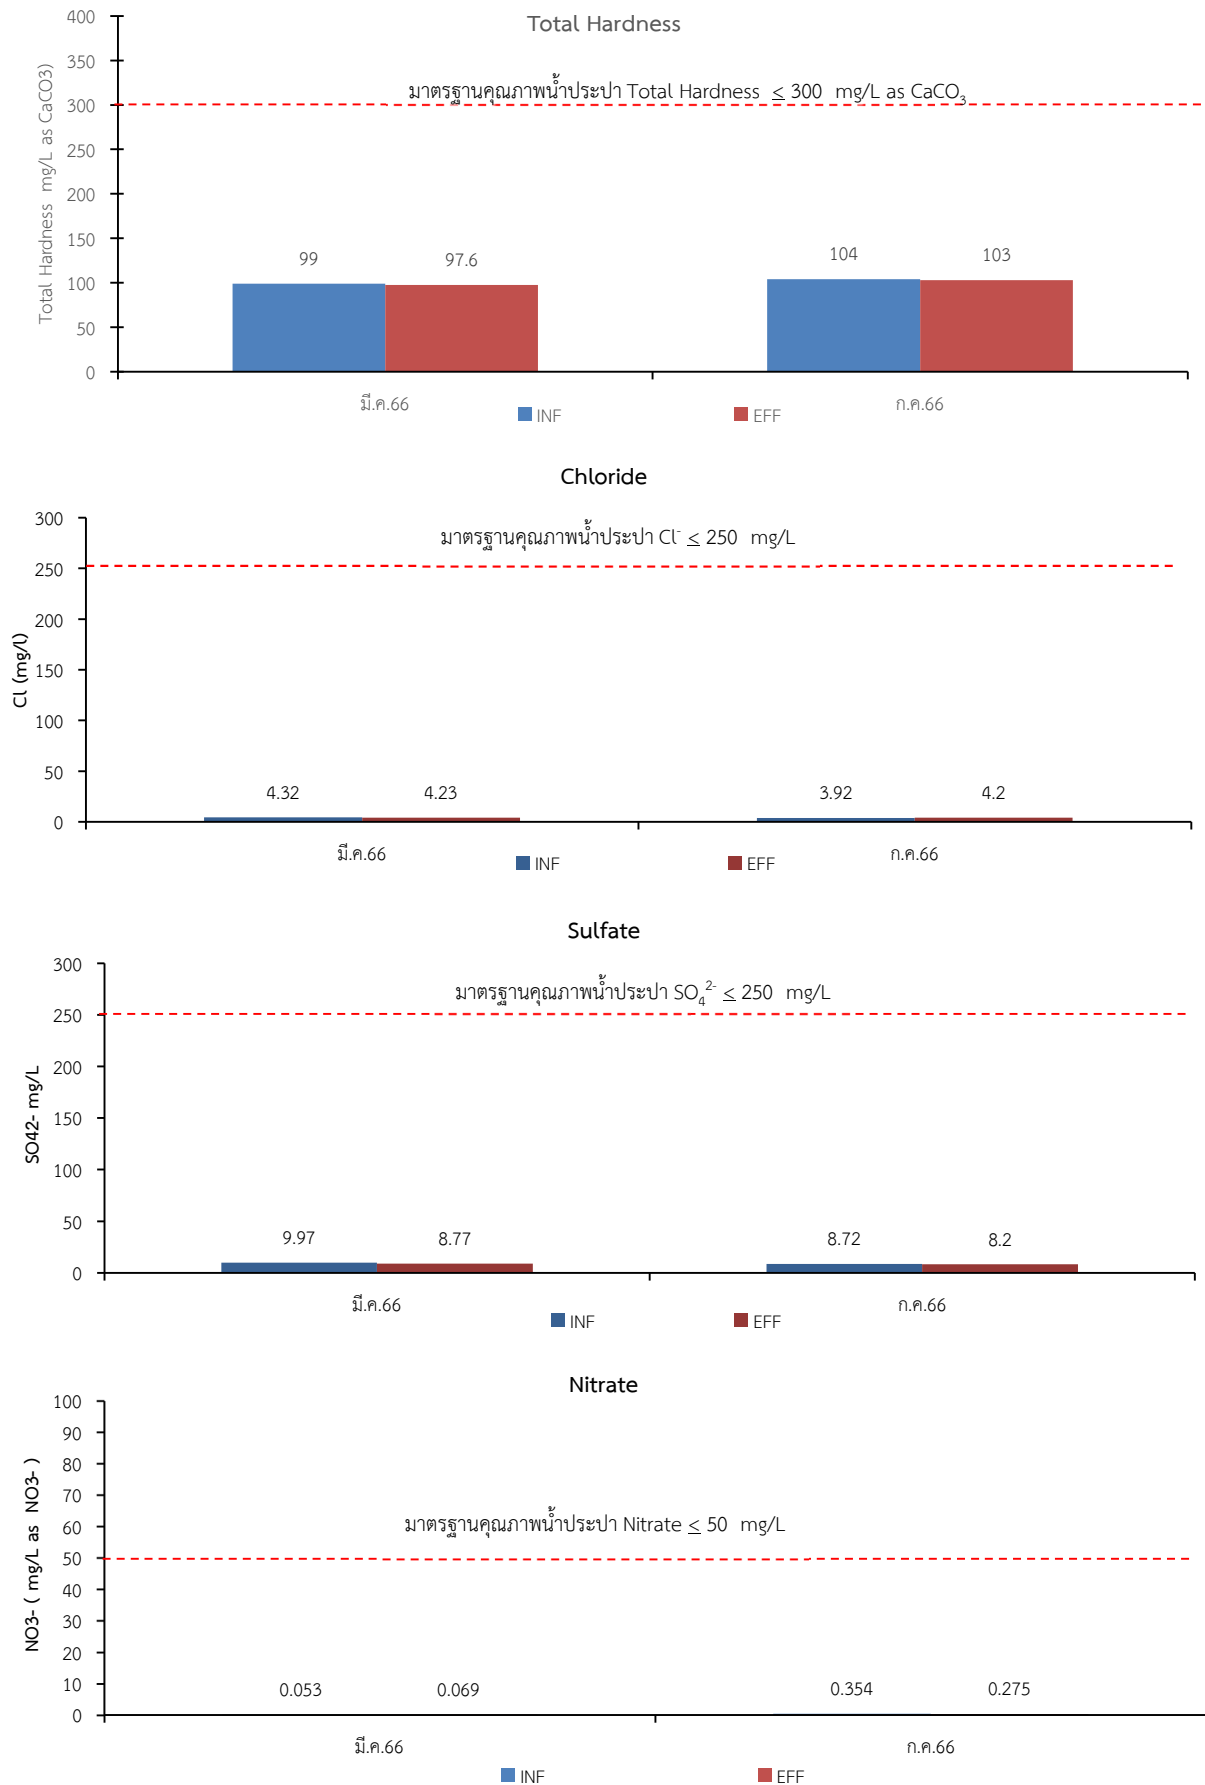 Total Hardness
400
350
300
250
200
150
100
50
0
Total Hardness mg/L as CaCO3)
มาตรฐานคุณภาพน้ำประปา Total Hardness ≤ 300 mg/L as CaCO₃
99 97.6 104 103
มี.ค.66 ก.ค.66
INF EFF
Chloride
300
250
200
150
100
50
0
Cl (mg/l)
มาตรฐานคุณภาพน้ำประปา Cl⁻ ≤ 250 mg/L
4.32 4.23 3.92 4.2
มี.ค.66 ก.ค.66
INF EFF
Sulfate
300
250
200
150
100
50
0
SO42- mg/L
มาตรฐานคุณภาพน้ำประปา SO₄²⁻ ≤ 250 mg/L
9.97 8.77 8.72 8.2
มี.ค.66 ก.ค.66
INF EFF
Nitrate
100
90
80
70
60
50
40
30
20
10
0
NO3- ( mg/L as NO3- )
มาตรฐานคุณภาพน้ำประปา Nitrate ≤ 50 mg/L
0.053 0.069 0.354 0.275
มี.ค.66 ก.ค.66
INF EFF